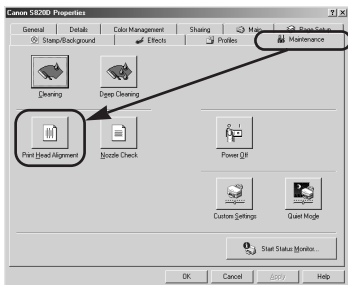 Canon S820D Properties
General Details Color Management Sharing Main Page Setup
Stamp/Background Effects Profiles Maintenance
Cleaning Deep Cleaning
Print Head Alignment Nozzle Check Power Off
Custom Settings Quiet Mode
Start Status Monitor...
OK Cancel Apply Help